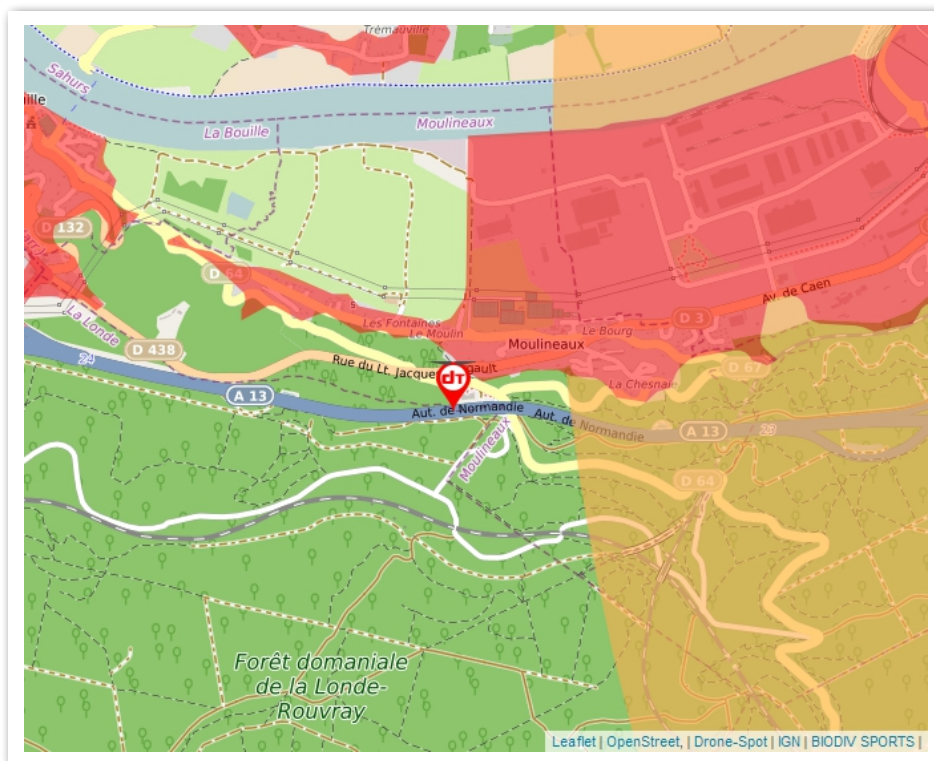 Trémauville
Sahurs
La Bouille
Moulineaux
ille
D 132
D 64
Av. de Caen
Les Fontaines
Le Moulin
Le Bourg
D 3
La Londe
Moulineaux
D 438
Rue du Lt. Jacques
gault
La Chesnaie
D 67
24
dT
A 13
Aut. de Normandie
Aut. de Normandie
A 13
23
Moulineaux
D 64
Forêt domaniale
de la Londe-
Rouvray
Leaflet | OpenStreet, | Drone-Spot | IGN | BIODIV SPORTS |